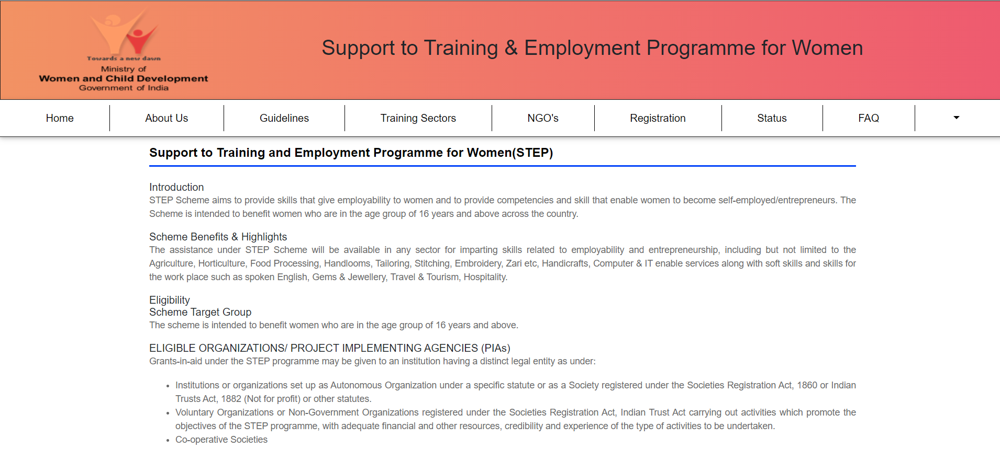 Towards a new dawn
Ministry of
Women and Child Development
Government of India
Support to Training & Employment Programme for Women
Home
About Us
Guidelines
Training Sectors
NGO's
Registration
Status
FAQ
Support to Training and Employment Programme for Women(STEP)
Introduction
STEP Scheme aims to provide skills that give employability to women and to provide competencies and skill that enable women to become self-employed/entrepreneurs. The
Scheme is intended to benefit women who are in the age group of 16 years and above across the country.
Scheme Benefits & Highlights
The assistance under STEP Scheme will be available in any sector for imparting skills related to employability and entrepreneurship, including but not limited to the
Agriculture, Horticulture, Food Processing, Handlooms, Tailoring, Stitching, Embroidery, Zari etc, Handicrafts, Computer & IT enable services along with soft skills and skills for
the work place such as spoken English, Gems & Jewellery, Travel & Tourism, Hospitality.
Eligibility
Scheme Target Group
The scheme is intended to benefit women who are in the age group of 16 years and above.
ELIGIBLE ORGANIZATIONS/ PROJECT IMPLEMENTING AGENCIES (PIAs)
Grants-in-aid under the STEP programme may be given to an institution having a distinct legal entity as under:
• Institutions or organizations set up as Autonomous Organization under a specific statute or as a Society registered under the Societies Registration Act, 1860 or Indian
Trusts Act, 1882 (Not for profit) or other statutes.
• Voluntary Organizations or Non-Government Organizations registered under the Societies Registration Act, Indian Trust Act carrying out activities which promote the
objectives of the STEP programme, with adequate financial and other resources, credibility and experience of the type of activities to be undertaken.
• Co-operative Societies